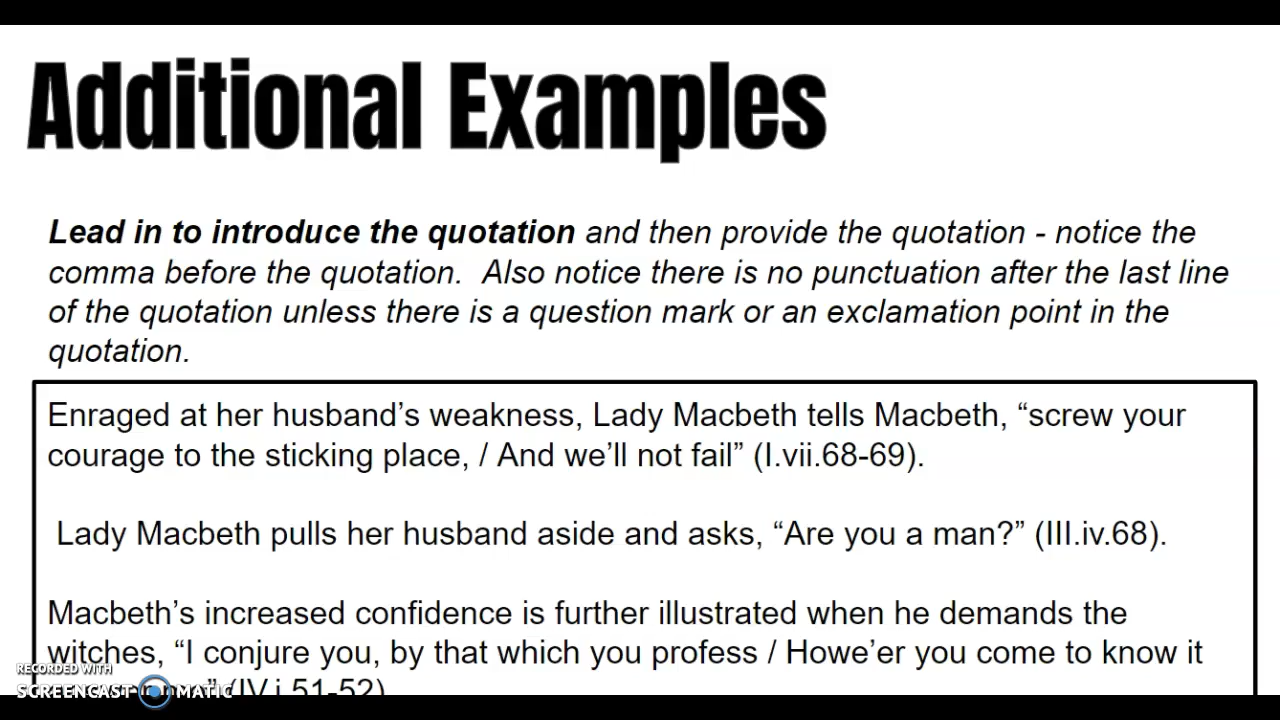 Additional Examples
Lead in to introduce the quotation and then provide the quotation - notice the
comma before the quotation.  Also notice there is no punctuation after the last line
of the quotation unless there is a question mark or an exclamation point in the
quotation.
Enraged at her husband’s weakness, Lady Macbeth tells Macbeth, “screw your
courage to the sticking place, / And we’ll not fail” (I.vii.68-69).
Lady Macbeth pulls her husband aside and asks, “Are you a man?” (III.iv.68).
Macbeth’s increased confidence is further illustrated when he demands the
witches, “I conjure you, by that which you profess / Howe’er you come to know it
” (IV.i.51-52)
RECORDED WITH
SCREENCAST MATIC